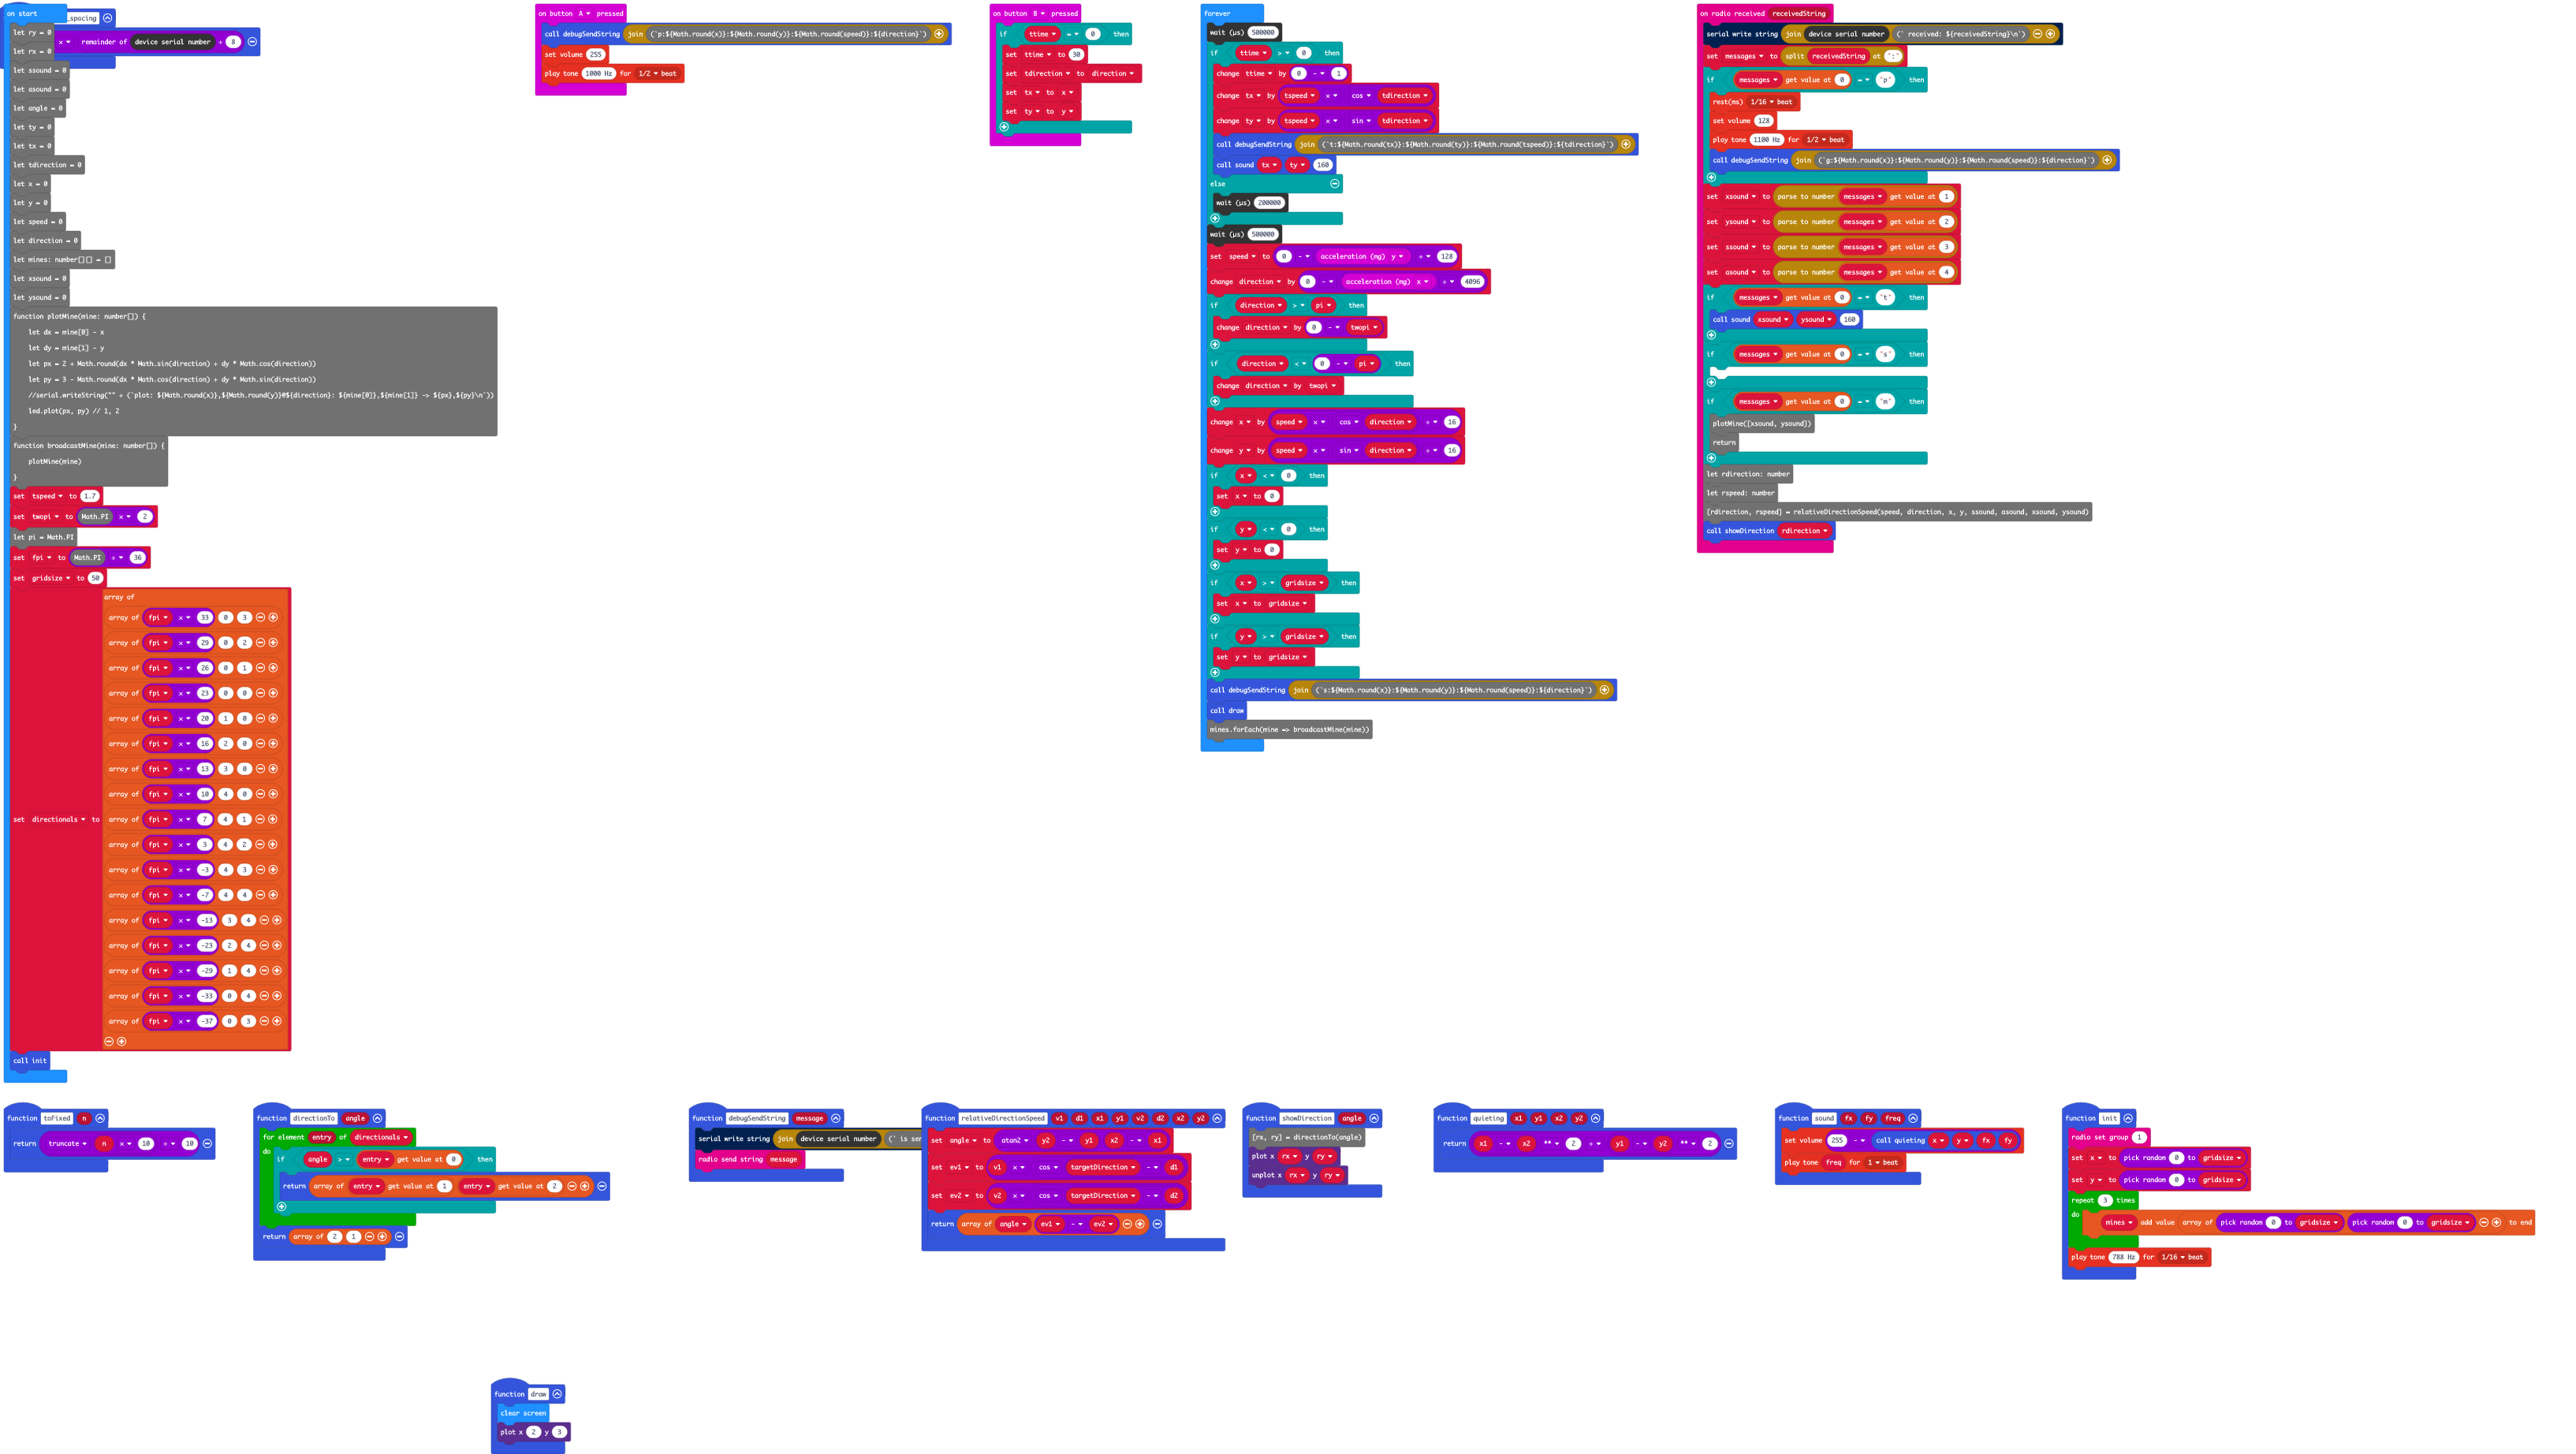 on start
_spacing
let ry = 0
× remainder of device serial number ÷ 8
let rx = 0
let ssound = 0
let asound = 0
let angle = 0
let ty = 0
let tx = 0
let tdirection = 0
let x = 0
let y = 0
let speed = 0
let direction = 0
let mines: number[][] = []
let xsound = 0
let ysound = 0
function plotMine(mine: number[]) {
let dx = mine[0] - x
let dy = mine[1] - y
let px = 2 + Math.round(dx * Math.sin(direction) + dy * Math.cos(direction))
let py = 3 - Math.round(dx * Math.cos(direction) + dy * Math.sin(direction))
//serial.writeString("" + (`plot: ${Math.round(x)},${Math.round(y)}@${direction}: ${mine[0]},${mine[1]} -> ${px},${py}\n`))
led.plot(px, py) // 1, 2
}
function broadcastMine(mine: number[]) {
plotMine(mine)
}
set tspeed to 1.7
set twopi to Math.PI × 2
let pi = Math.PI
set fpi to Math.PI ÷ 36
set gridsize to 50
set directionals to array of
array of fpi × 33 0 3
array of fpi × 29 0 2
array of fpi × 26 0 1
array of fpi × 23 0 0
array of fpi × 20 1 0
array of fpi × 16 2 0
array of fpi × 13 3 0
array of fpi × 10 4 0
array of fpi × 7 4 1
array of fpi × 3 4 2
array of fpi × -3 4 3
array of fpi × -7 4 4
array of fpi × -13 3 4
array of fpi × -23 2 4
array of fpi × -29 1 4
array of fpi × -33 0 4
array of fpi × -37 0 3
call init
on button A pressed
call debugSendString join (`p:${Math.round(x)}:${Math.round(y)}:${Math.round(speed)}:${direction}`)
set volume 255
play tone 1000 Hz for 1/2 beat
on button B pressed
if ttime = 0 then
set ttime to 30
set tdirection to direction
set tx to x
set ty to y
forever
wait (µs) 500000
if ttime > 0 then
change ttime by 0 - 1
change tx by tspeed × cos tdirection
change ty by tspeed × sin tdirection
call debugSendString join (`t:${Math.round(tx)}:${Math.round(ty)}:${Math.round(tspeed)}:${tdirection}`)
call sound tx ty 160
else
wait (µs) 200000
wait (µs) 500000
set speed to 0 - acceleration (mg) y ÷ 128
change direction by 0 - acceleration (mg) x ÷ 4096
if direction > pi then
change direction by 0 - twopi
if direction < 0 - pi then
change direction by twopi
change x by speed × cos direction ÷ 16
change y by speed × sin direction ÷ 16
if x < 0 then
set x to 0
if y < 0 then
set y to 0
if x > gridsize then
set x to gridsize
if y > gridsize then
set y to gridsize
call debugSendString join (`s:${Math.round(x)}:${Math.round(y)}:${Math.round(speed)}:${direction}`)
call draw
mines.forEach(mine => broadcastMine(mine))
on radio received receivedString
serial write string join device serial number (` received: ${receivedString}\n`)
set messages to split receivedString at ":"
if messages get value at 0 = "p" then
rest(ms) 1/16 beat
set volume 128
play tone 1100 Hz for 1/2 beat
call debugSendString join (`g:${Math.round(x)}:${Math.round(y)}:${Math.round(speed)}:${direction}`)
set xsound to parse to number messages get value at 1
set ysound to parse to number messages get value at 2
set ssound to parse to number messages get value at 3
set asound to parse to number messages get value at 4
if messages get value at 0 = "t" then
call sound xsound ysound 160
if messages get value at 0 = "s" then
if messages get value at 0 = "m" then
plotMine([xsound, ysound])
return
let rdirection: number
let rspeed: number
[rdirection, rspeed] = relativeDirectionSpeed(speed, direction, x, y, ssound, asound, xsound, ysound)
call showDirection rdirection
function toFixed n
return truncate n × 10 ÷ 10
function directionTo angle
for element entry of directionals
do
if angle > entry get value at 0 then
return array of entry get value at 1 entry get value at 2
return array of 2 1
function debugSendString message
serial write string join device serial number (` is ser
radio send string message
function relativeDirectionSpeed v1 d1 x1 y1 v2 d2 x2 y2
set angle to atan2 y2 - y1 x2 - x1
set ev1 to v1 × cos targetDirection - d1
set ev2 to v2 × cos targetDirection - d2
return array of angle ev1 - ev2
function showDirection angle
[rx, ry] = directionTo(angle)
plot x rx y ry
unplot x rx y ry
function quieting x1 y1 x2 y2
return x1 - x2 ** 2 + y1 - y2 ** 2
function sound fx fy freq
set volume 255 - call quieting x y fx fy
play tone freq for 1 beat
function init
radio set group 1
set x to pick random 0 to gridsize
set y to pick random 0 to gridsize
repeat 3 times
do
mines add value array of pick random 0 to gridsize pick random 0 to gridsize to end
play tone 788 Hz for 1/16 beat
function draw
clear screen
plot x 2 y 3